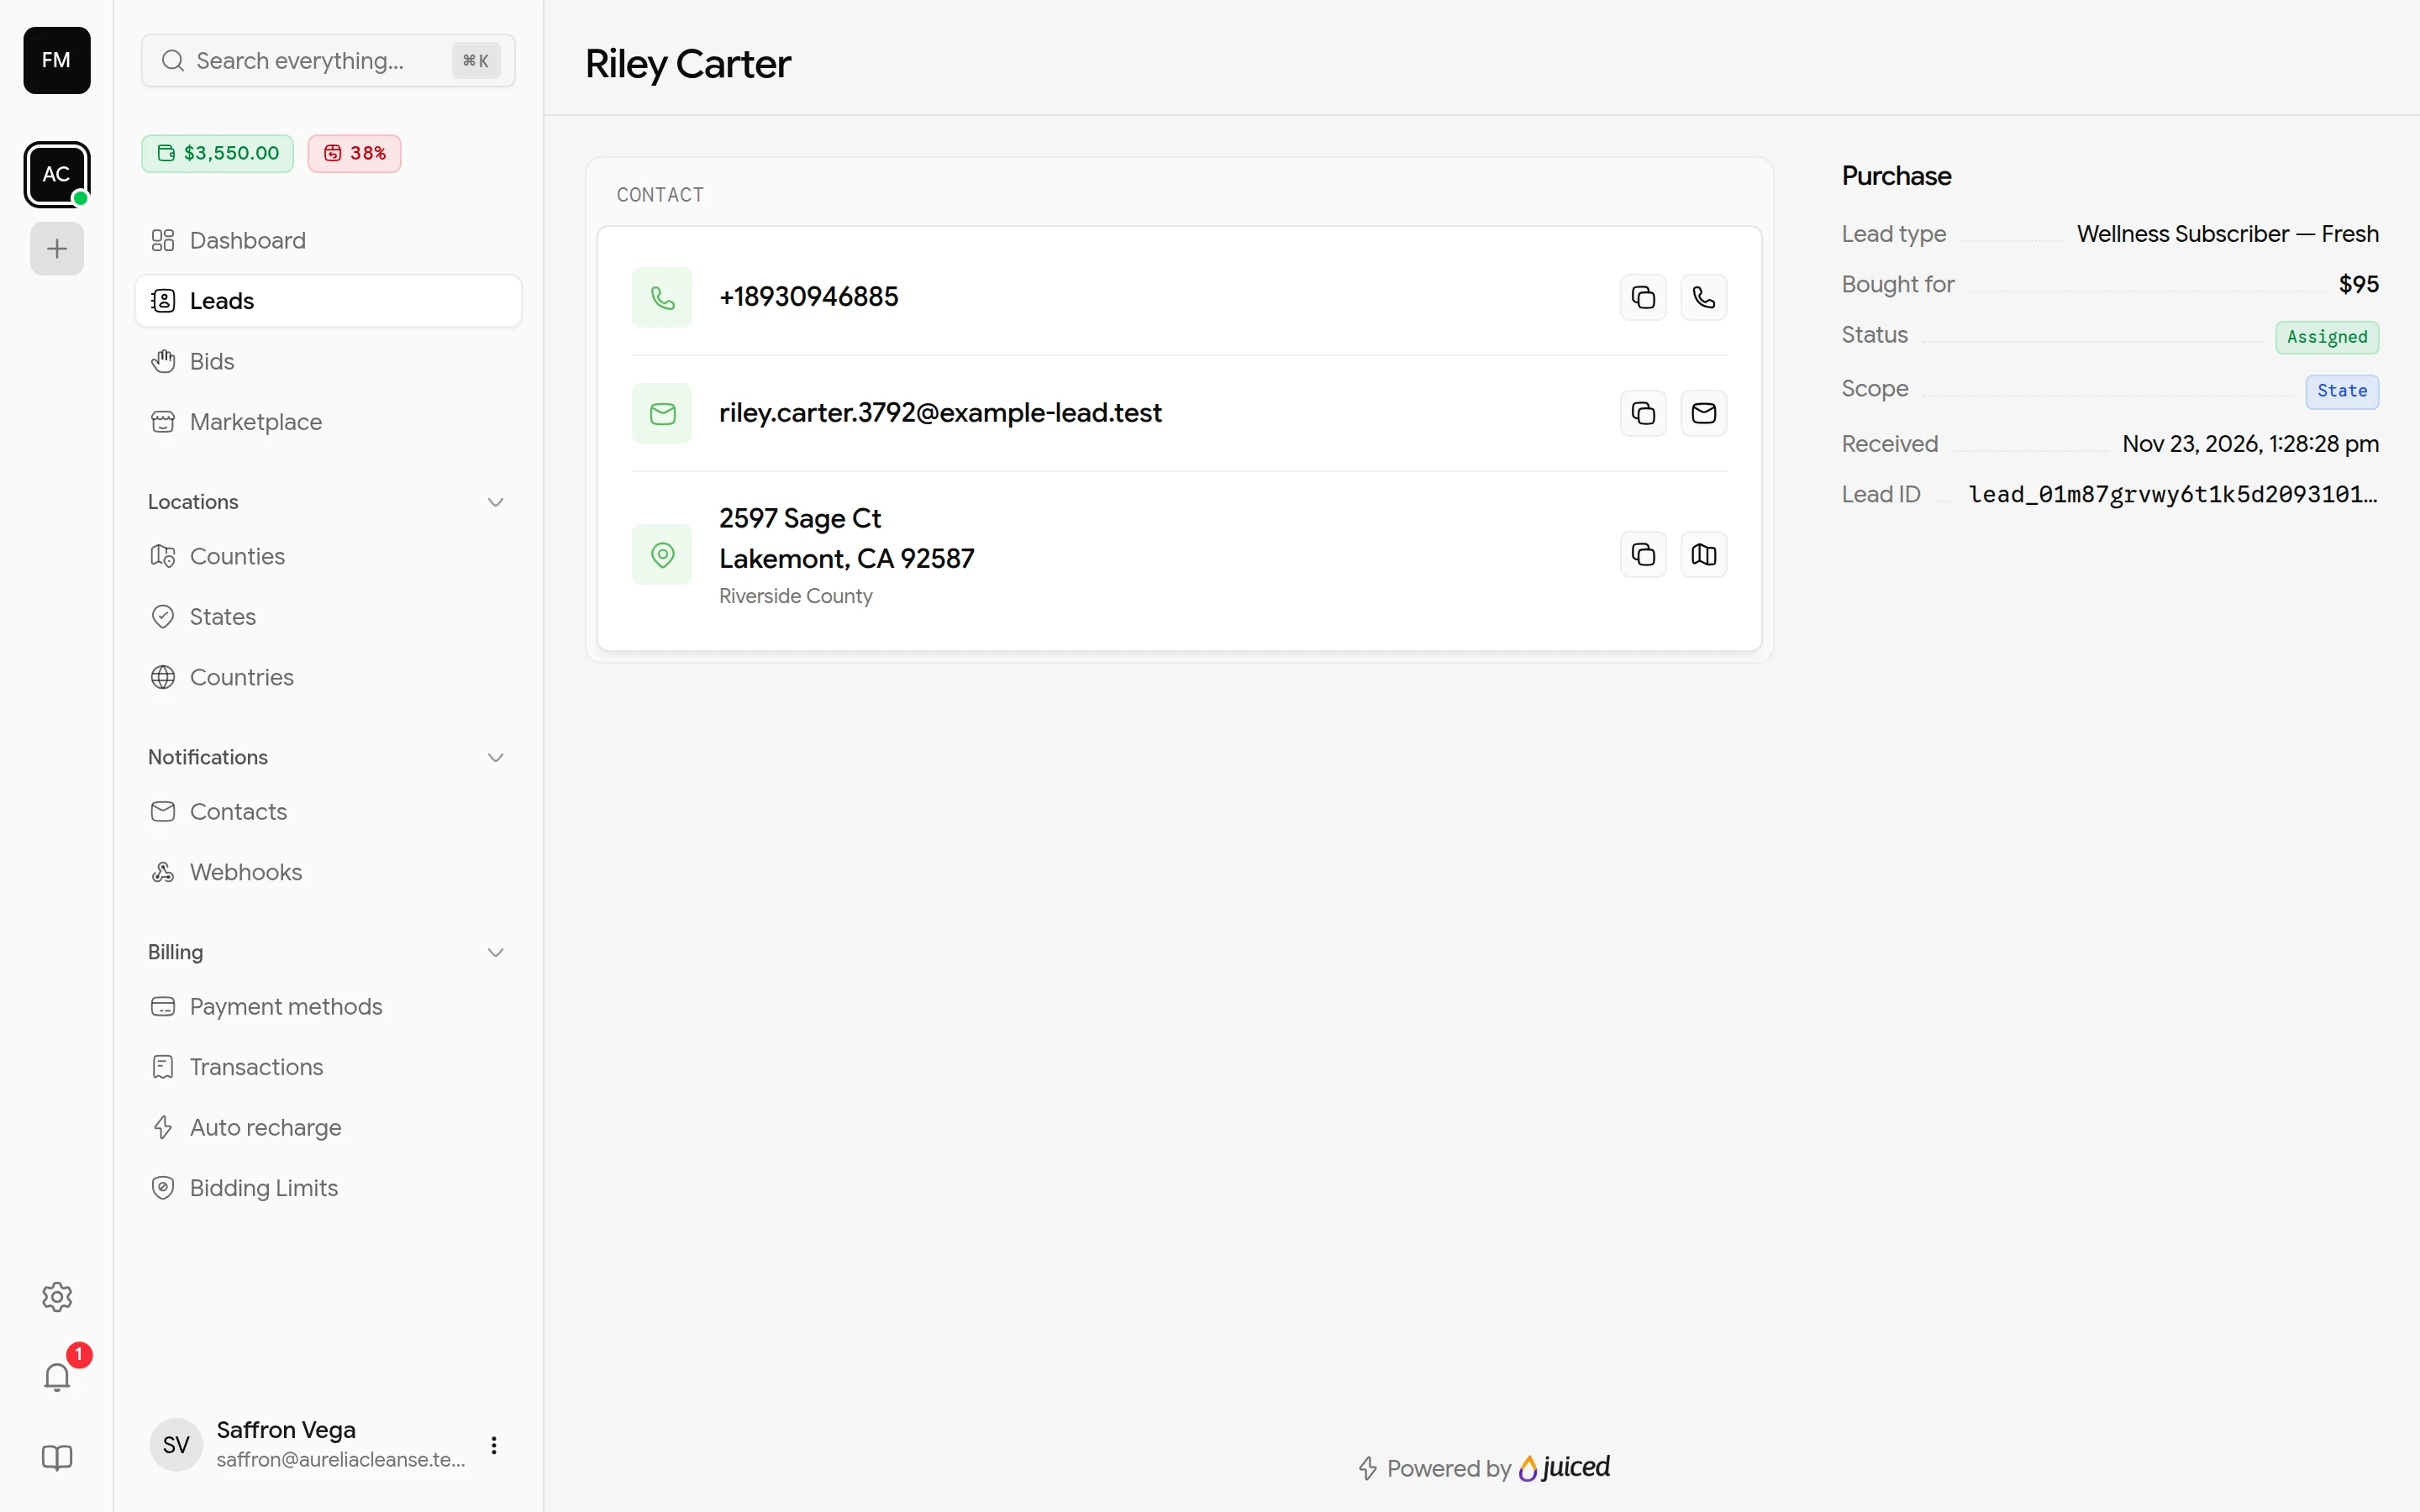 FM
AC
Search everything...
⌘K
$3,550.00
38%
Dashboard
Leads
Bids
Marketplace
Locations
Counties
States
Countries
Notifications
Contacts
Webhooks
Billing
Payment methods
Transactions
Auto recharge
Bidding Limits
1
SV
Saffron Vega
saffron@aureliacleanse.te...
Riley Carter
CONTACT
+18930946885
riley.carter.3792@example-lead.test
2597 Sage Ct
Lakemont, CA 92587
Riverside County
Purchase
Lead type Wellness Subscriber — Fresh
Bought for $95
Status Assigned
Scope State
Received Nov 23, 2026, 1:28:28 pm
Lead ID lead_01m87grvwy6t1k5d2093101...
Powered by juiced